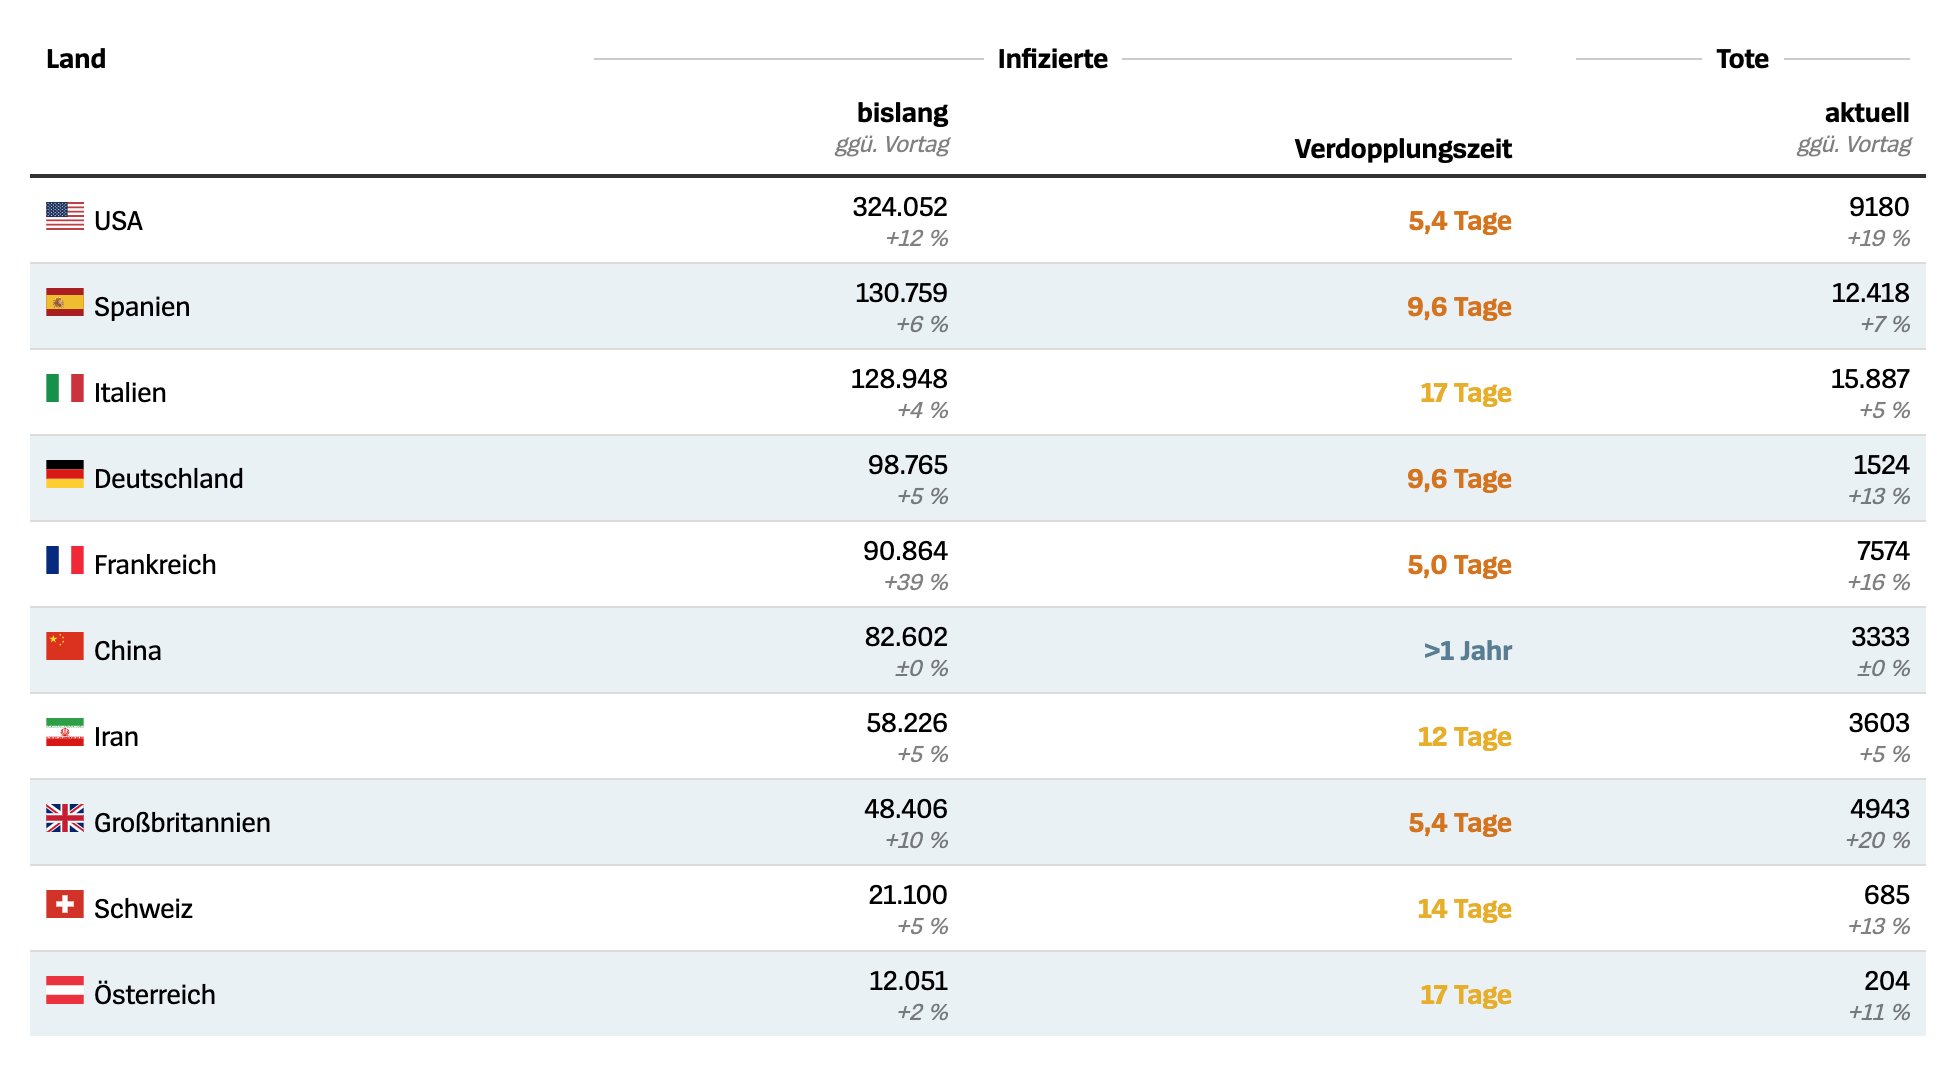 Land Infizierte Tote
bislang aktuell
ggü. Vortag Verdopplungszeit ggü. Vortag
USA 324.052 5,4 Tage 9180
+12 % +19 %
Spanien 130.759 9,6 Tage 12.418
+6 % +7 %
Italien 128.948 17 Tage 15.887
+4 % +5 %
Deutschland 98.765 9,6 Tage 1524
+5 % +13 %
Frankreich 90.864 5,0 Tage 7574
+39 % +16 %
China 82.602 >1 Jahr 3333
±0 % ±0 %
Iran 58.226 12 Tage 3603
+5 % +5 %
Großbritannien 48.406 5,4 Tage 4943
+10 % +20 %
Schweiz 21.100 14 Tage 685
+5 % +13 %
Österreich 12.051 17 Tage 204
+2 % +11 %